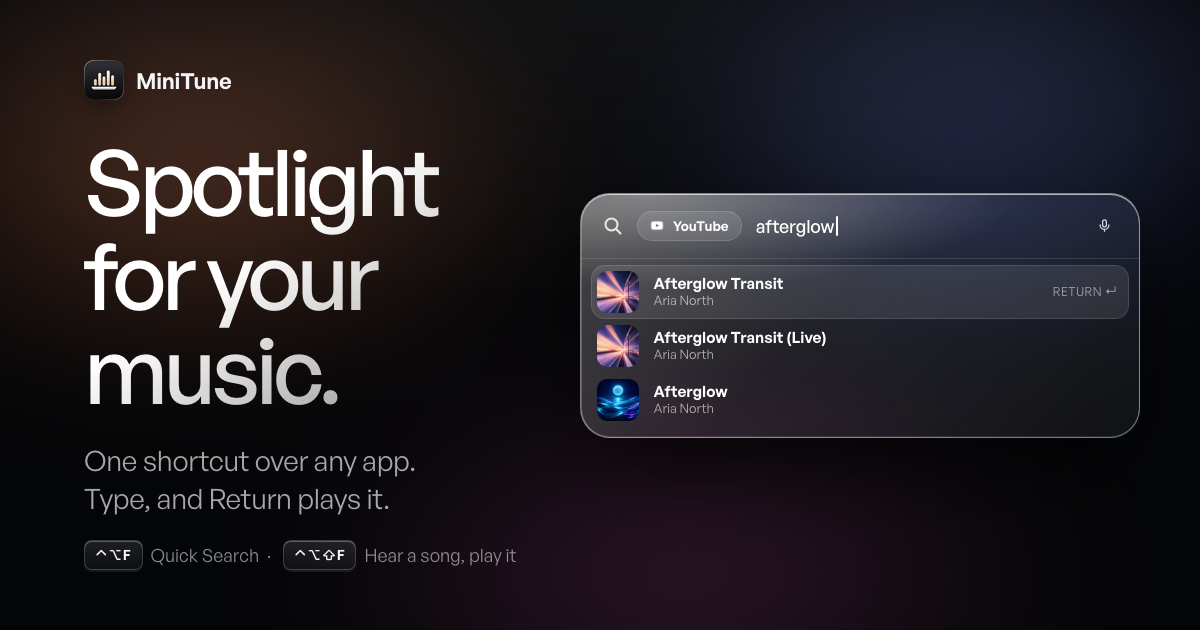 MiniTune
Spotlight
for your
music.
One shortcut over any app.
Type, and Return plays it.
⌃⌥F Quick Search · ⌃⌥⇧F Hear a song, play it
YouTube afterglow
Afterglow Transit
Aria North
RETURN ↵
Afterglow Transit (Live)
Aria North
Afterglow
Aria North